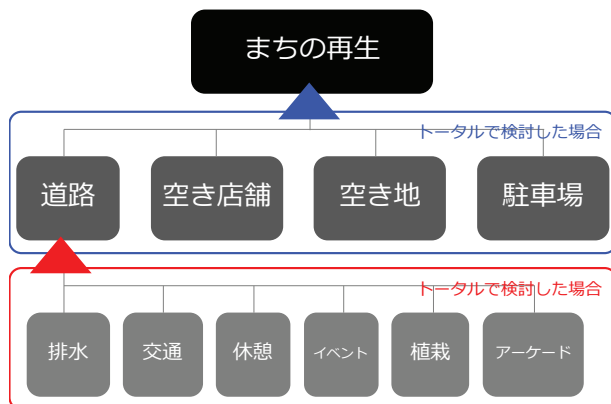 まちの再生
トータルで検討した場合
道路
空き店舗
空き地
駐車場
トータルで検討した場合
排水
交通
休憩
イベント
植栽
アーケード